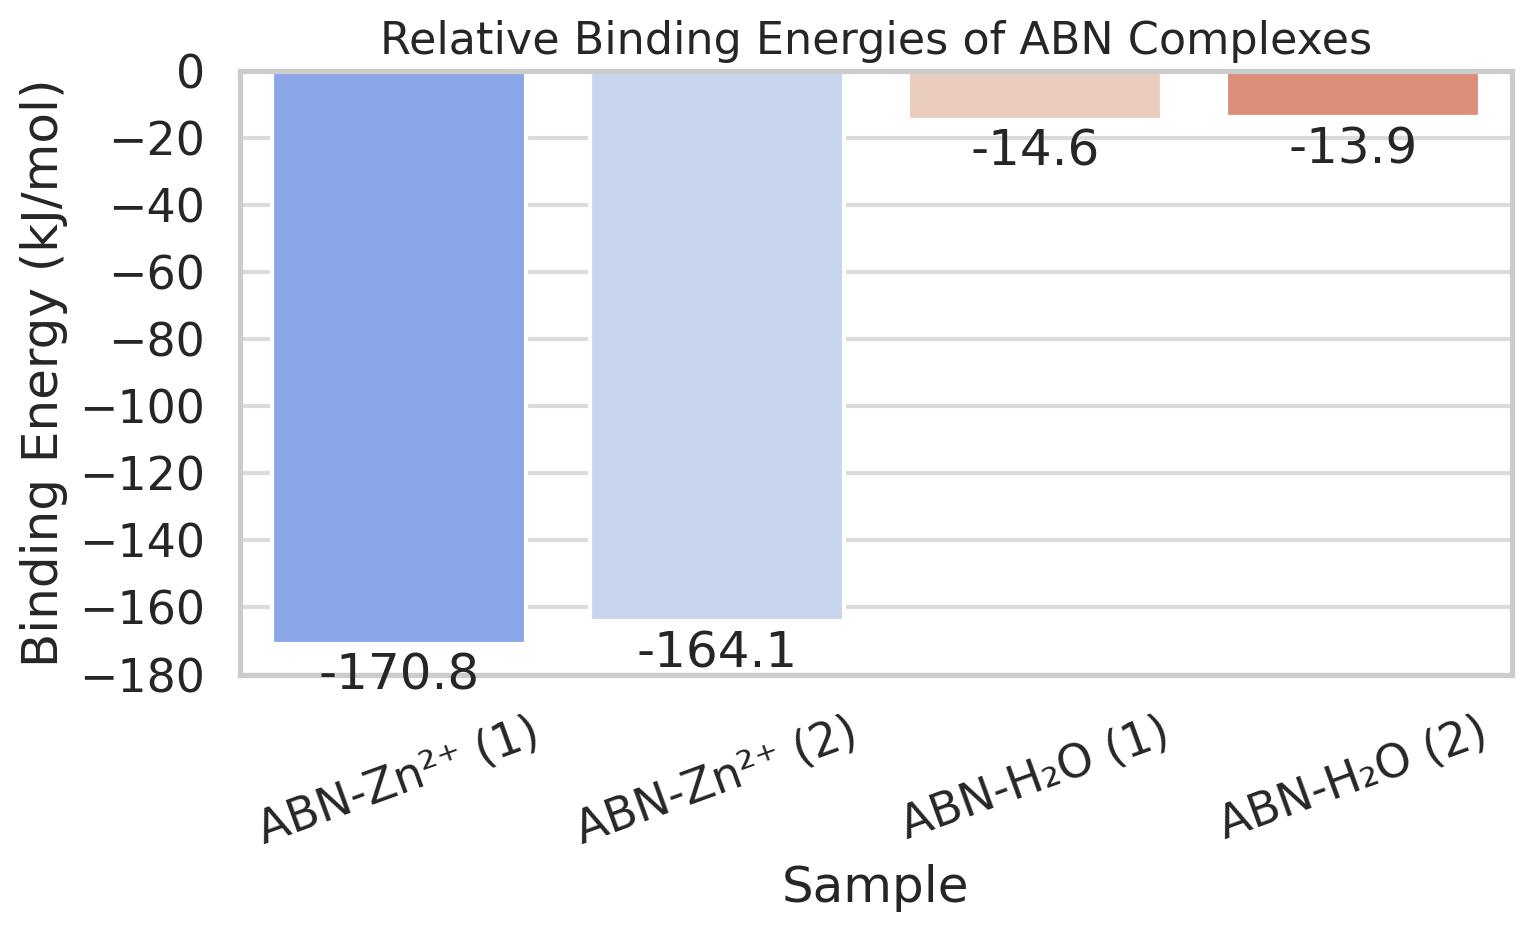 Relative Binding Energies of ABN Complexes
Binding Energy (kJ/mol)
0
−20
−40
−60
−80
−100
−120
−140
−160
−180
-170.8
-164.1
-14.6
-13.9
ABN-Zn²⁺ (1)
ABN-Zn²⁺ (2)
ABN-H₂O (1)
ABN-H₂O (2)
Sample